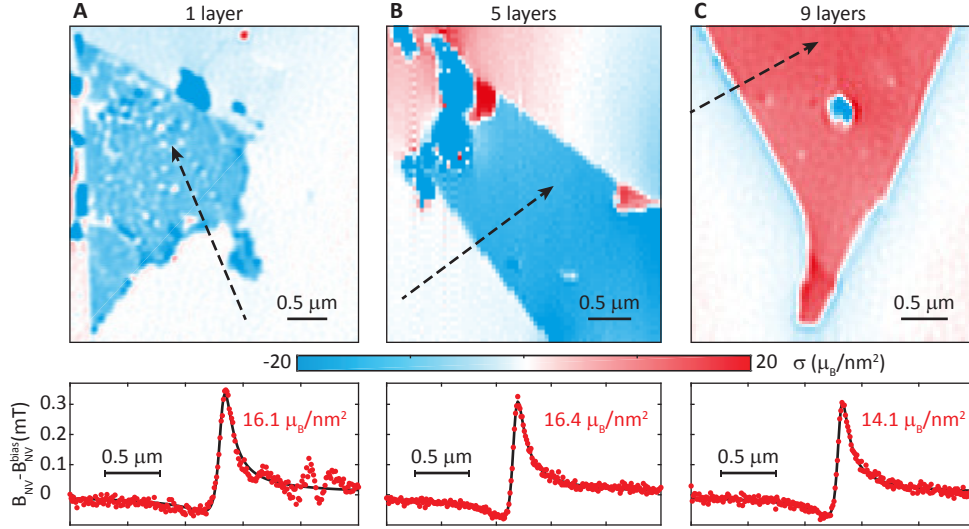 A 1 layer
B 5 layers
C 9 layers
0.5 μm
0.5 μm
0.5 μm
-20
20 σ (μB/nm²)
BNV-BNVbias(mT)
0.3
0.2
0.1
0
16.1 μB/nm²
16.4 μB/nm²
14.1 μB/nm²
0.5 μm
0.5 μm
0.5 μm